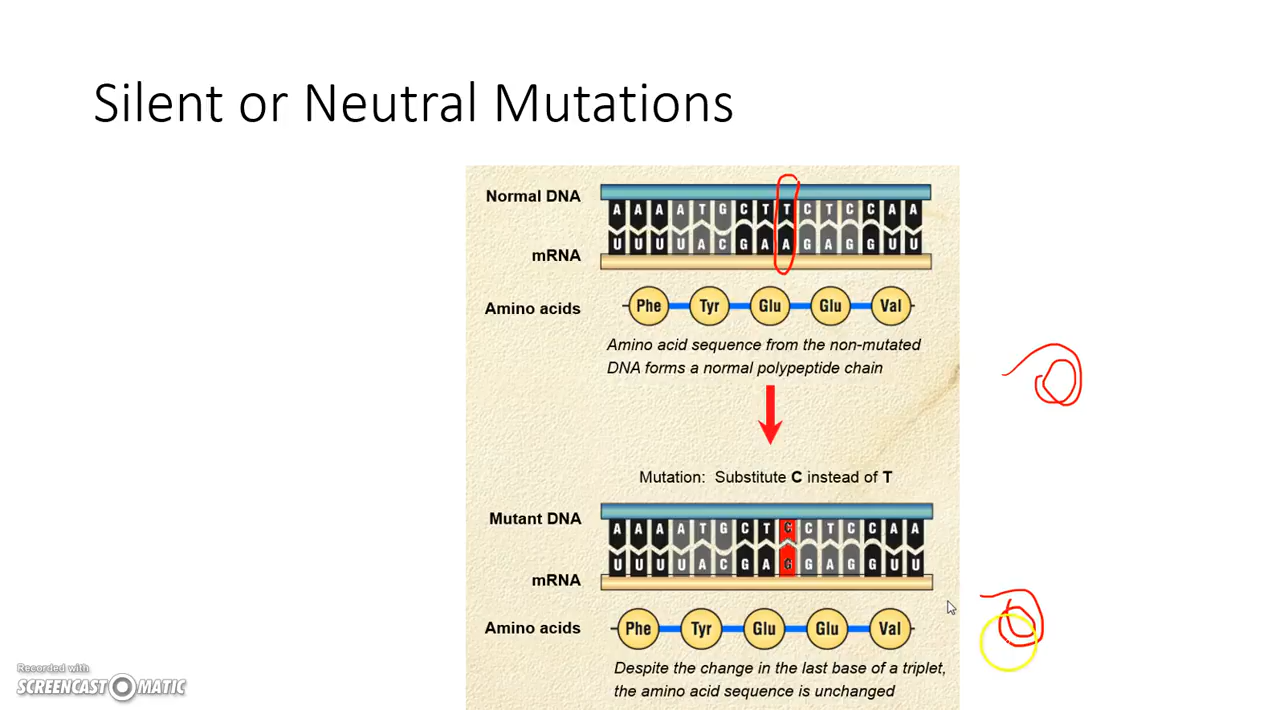 Silent or Neutral Mutations
Normal DNA
A A A A T G C T T C T C C A A
U U U U A C G A A G A G G U U
mRNA
Amino acids
Phe Tyr Glu Glu Val
Amino acid sequence from the non-mutated
DNA forms a normal polypeptide chain
Mutation: Substitute C instead of T
Mutant DNA
A A A A T G C T C C T C C A A
U U U U A C G A G G A G G U U
mRNA
Amino acids
Phe Tyr Glu Glu Val
Despite the change in the last base of a triplet,
the amino acid sequence is unchanged
Recorded with
SCREENCAST MATIC